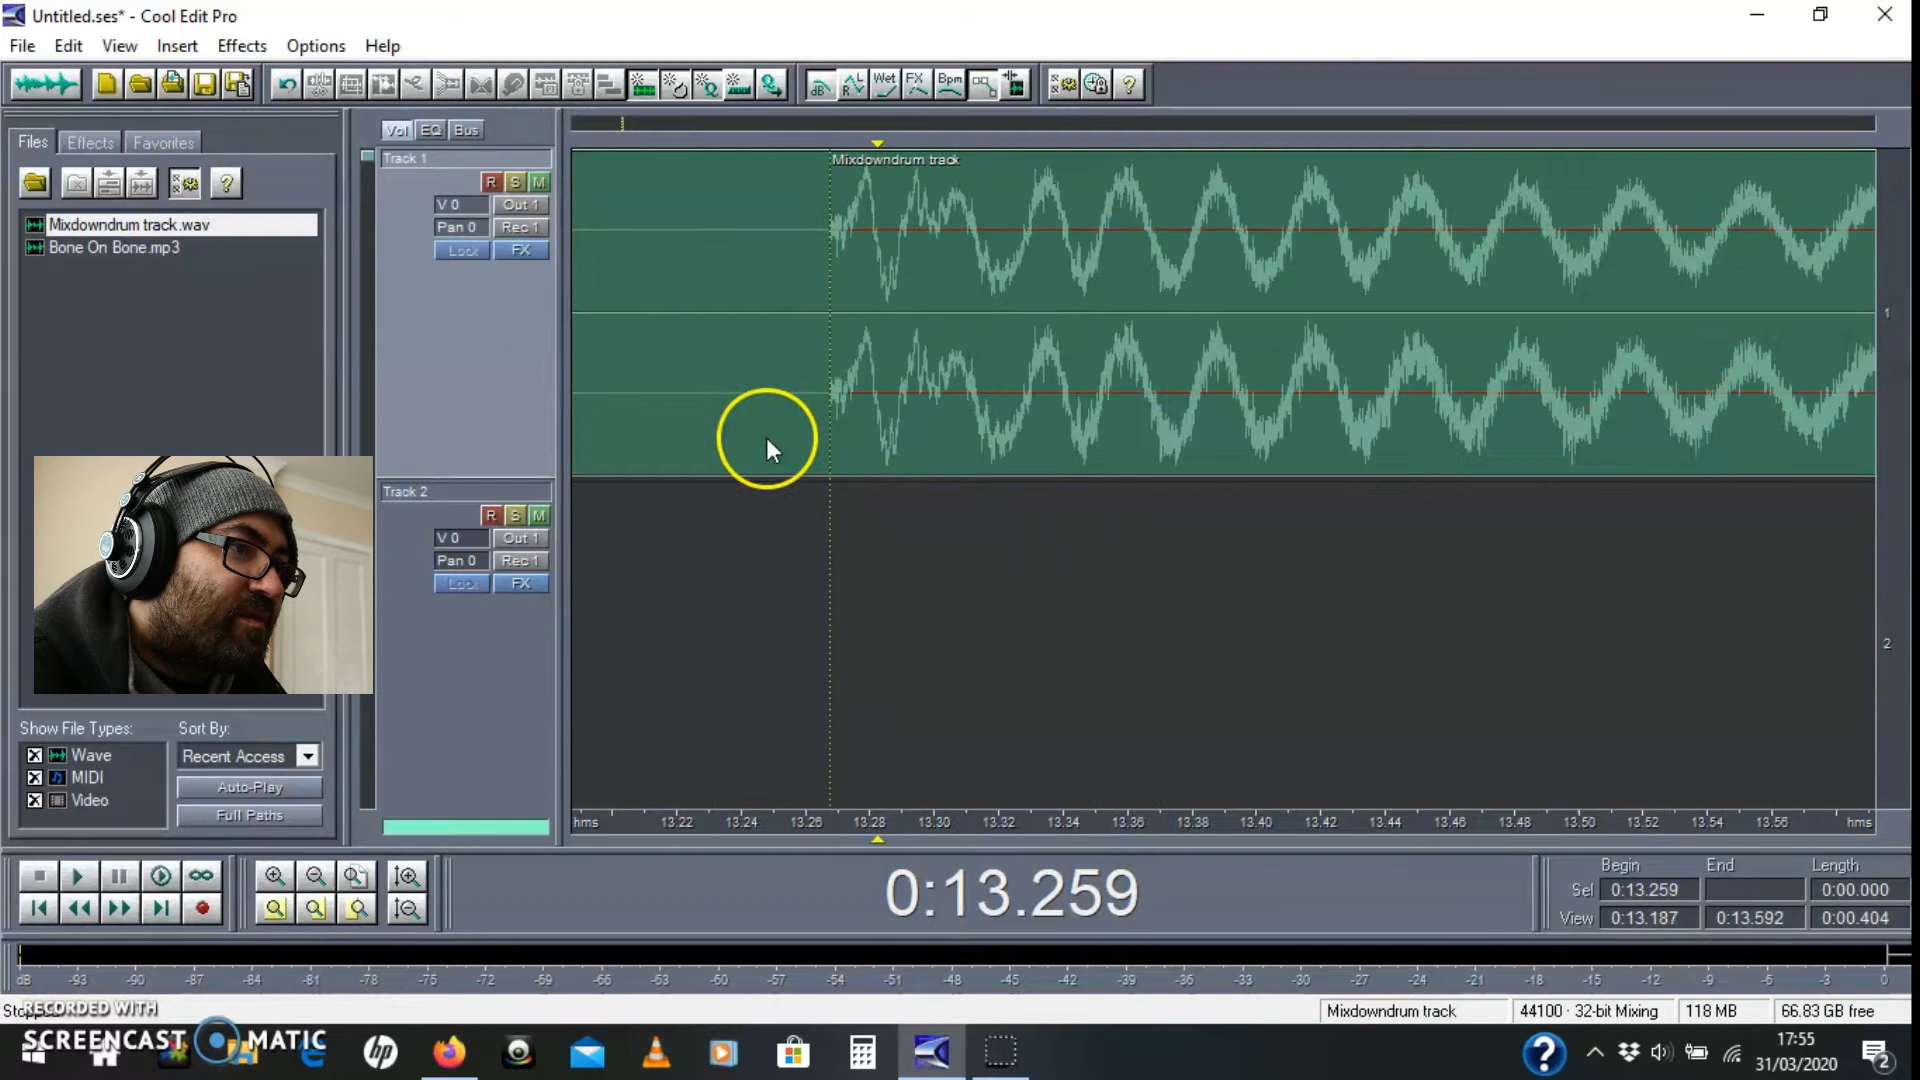 Untitled.ses* - Cool Edit Pro
File Edit View Insert Effects Options Help
Wet FX Bpm
dB L R
Files Effects Favorites
Vol EQ Bus
Mixdowndrum track.wav
Bone On Bone.mp3
Track 1
R S M
V 0 Out 1
Pan 0 Rec 1
Lock FX
Mixdowndrum track
1
Track 2
R S M
V 0 Out 1
Pan 0 Rec 1
Lock FX
2
Show File Types: Sort By:
Wave Recent Access
MIDI Auto-Play
Video Full Paths
hms 13.22 13.24 13.26 13.28 13.30 13.32 13.34 13.36 13.38 13.40 13.42 13.44 13.46 13.48 13.50 13.52 13.54 13.56 hms
0:13.259
Begin End Length
Sel 0:13.259 0:00.000
View 0:13.187 0:13.592 0:00.404
dB -93 -90 -87 -84 -81 -78 -75 -72 -69 -66 -63 -60 -57 -54 -51 -48 -45 -42 -39 -36 -33 -30 -27 -24 -21 -18 -15 -12 -9 -6 -3 0
RECORDED WITH
SCREENCAST MATIC
Mixdowndrum track 44100 · 32-bit Mixing 118 MB 66.83 GB free
hp
17:55
31/03/2020
2